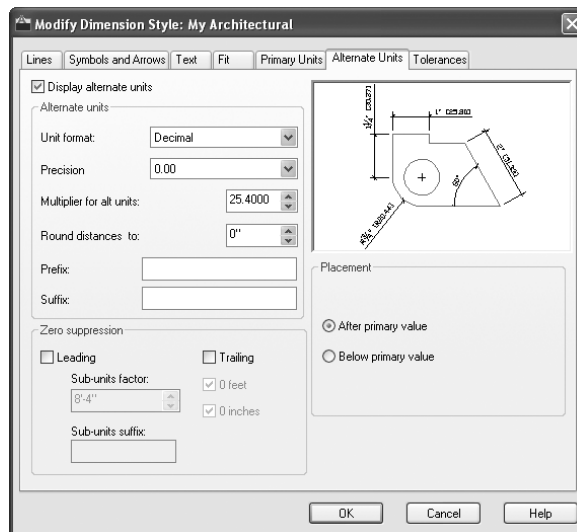 Modify Dimension Style: My Architectural
Lines Symbols and Arrows Text Fit Primary Units Alternate Units Tolerances
Display alternate units
Alternate units
Unit format: Decimal
Precision 0.00
Multiplier for alt units: 25.4000
Round distances to: 0"
Prefix:
Suffix:
Zero suppression
Leading
Trailing
Sub-units factor:
0 feet
8'-4"
0 inches
Sub-units suffix:
60°
Placement
After primary value
Below primary value
OK Cancel Help